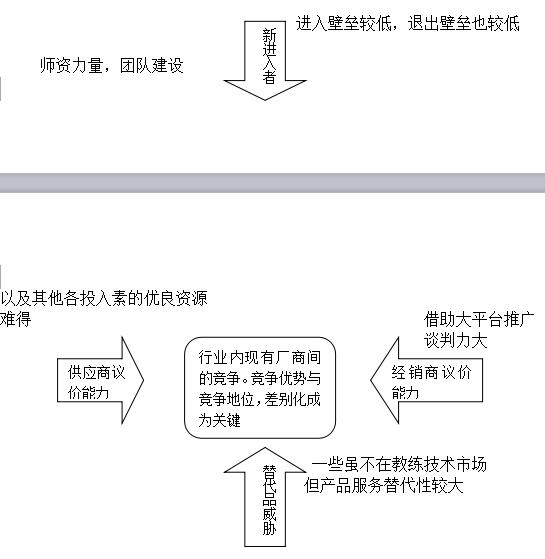 进入壁垒较低，退出壁垒也较低
新进入者
师资力量，团队建设
以及其他各投入素的优良资源
难得
借助大平台推广
谈判力大
供应商议
价能力
行业内现有厂商间
的竞争。竞争优势与
竞争地位，差别化成
为关键
经销商议价
能力
替代品威胁
一些虽不在教练技术市场
但产品服务替代性较大